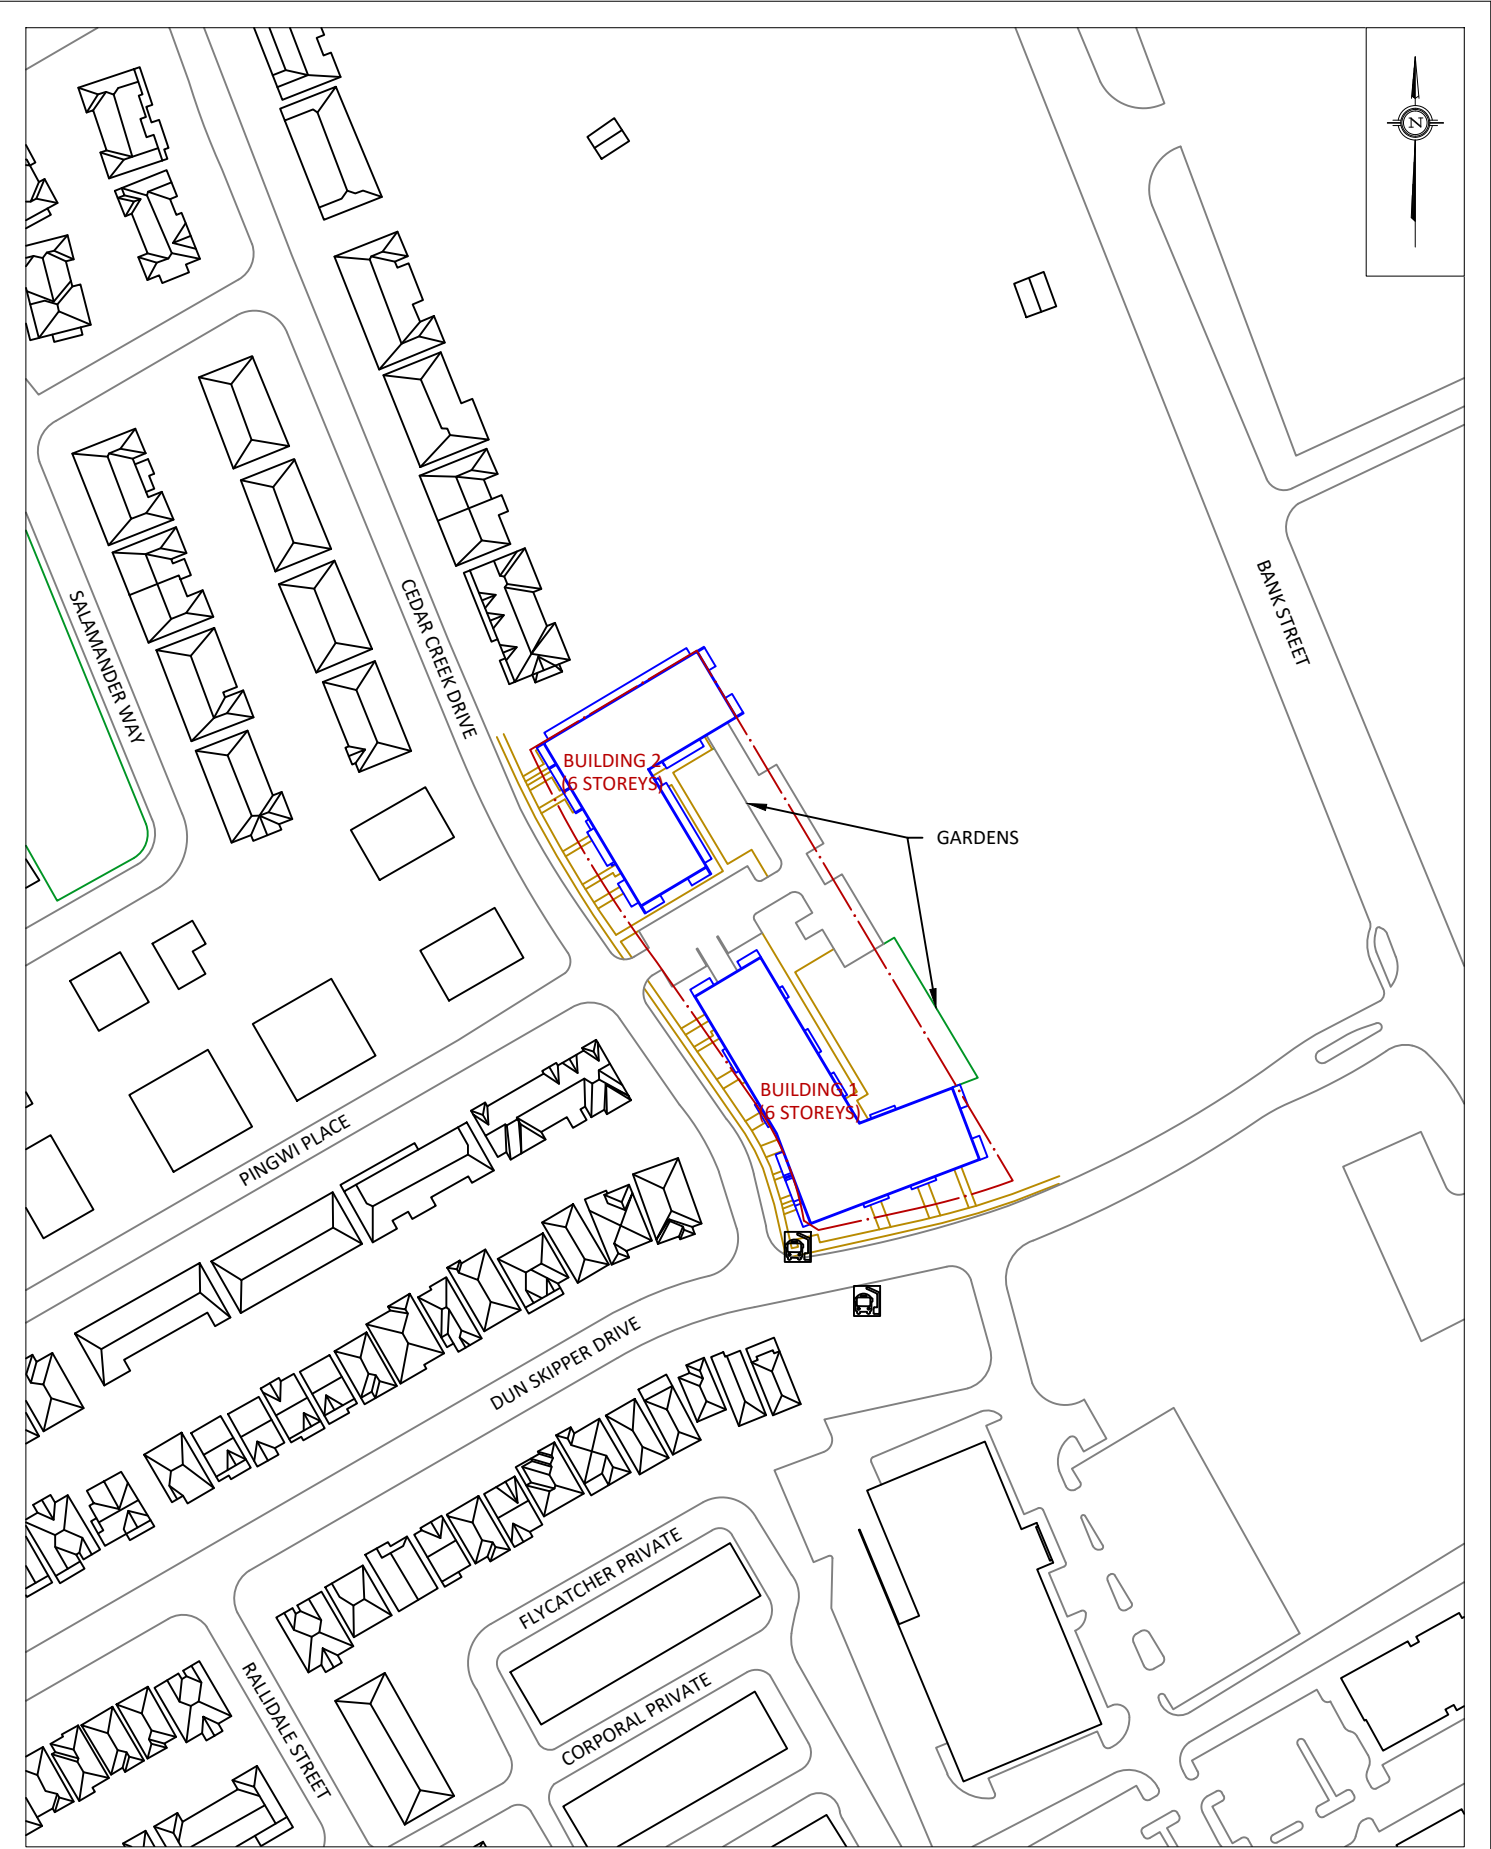 N
BANK STREET
CEDAR CREEK DRIVE
SALAMANDER WAY
BUILDING 2
(6 STOREYS)
GARDENS
BUILDING 1
(6 STOREYS)
PINGWI PLACE
DUN SKIPPER DRIVE
FLYCATCHER PRIVATE
CORPORAL PRIVATE
RALLIDALE STREET